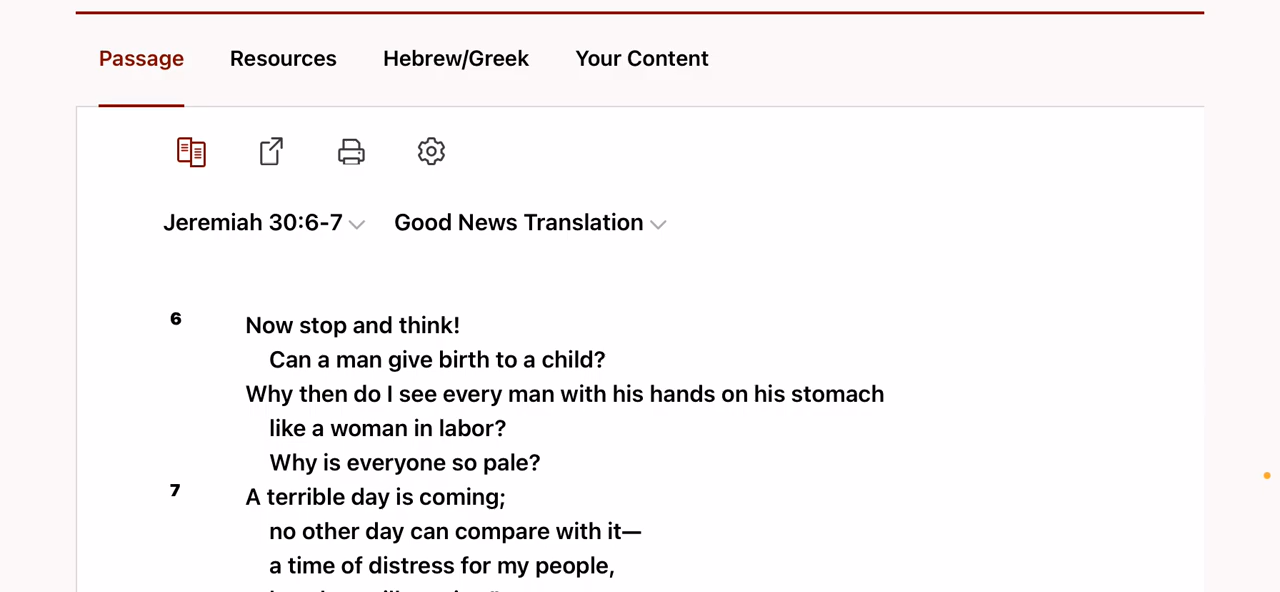 Passage Resources Hebrew/Greek Your Content
Jeremiah 30:6-7 Good News Translation
6 Now stop and think!
Can a man give birth to a child?
Why then do I see every man with his hands on his stomach
like a woman in labor?
Why is everyone so pale?
7 A terrible day is coming;
no other day can compare with it—
a time of distress for my people,